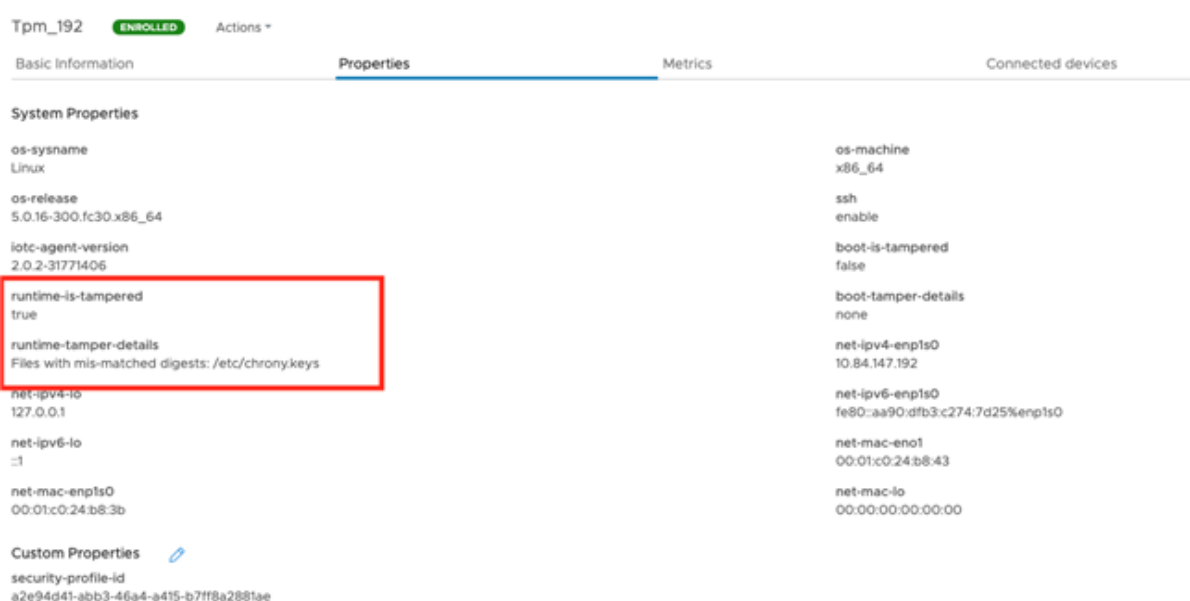 Tpm_192 ENROLLED Actions
Basic Information Properties Metrics Connected devices
System Properties
os-sysname
Linux
os-machine
x86_64
os-release
5.0.16-300.fc30.x86_64
ssh
enable
iotc-agent-version
2.0.2-31771406
boot-is-tampered
false
runtime-is-tampered
true
boot-tamper-details
none
runtime-tamper-details
Files with mis-matched digests: /etc/chrony.keys
net-ipv4-enp1s0
10.84.147.192
net-ipv4-lo
127.0.0.1
net-ipv6-enp1s0
fe80::aa90:dfb3:c274:7d25%enp1s0
net-ipv6-lo
::1
net-mac-eno1
00:01:c0:24:b8:43
net-mac-enp1s0
00:01:c0:24:b8:3b
net-mac-lo
00:00:00:00:00:00
Custom Properties
security-profile-id
a2e94d41-abb3-46a4-a415-b7ff8a2881ae